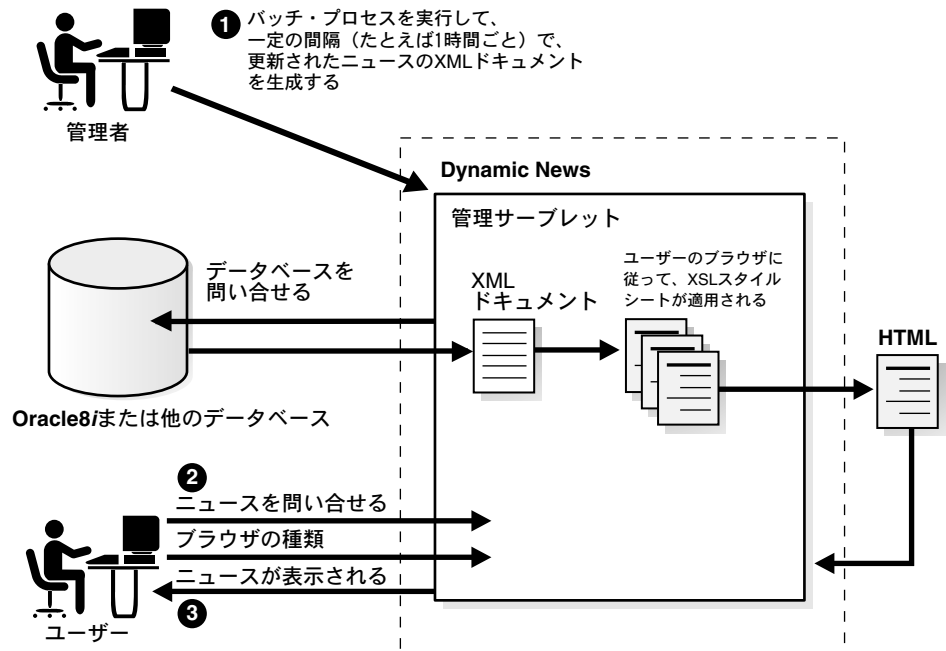 ❶ バッチ・プロセスを実行して、
一定の間隔（たとえば1時間ごと）で、
更新されたニュースのXMLドキュメント
を生成する
管理者
Dynamic News
管理サーブレット
データベースを
問い合せる
XML
ドキュメント
ユーザーのブラウザに
従って、XSLスタイル
シートが適用される
HTML
Oracle8iまたは他のデータベース
❷
ニュースを問い合せる
ブラウザの種類
ニュースが表示される
❸
ユーザー